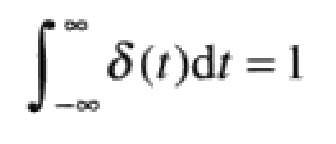 ∫_{-∞}^{∞} δ(t)dt = 1